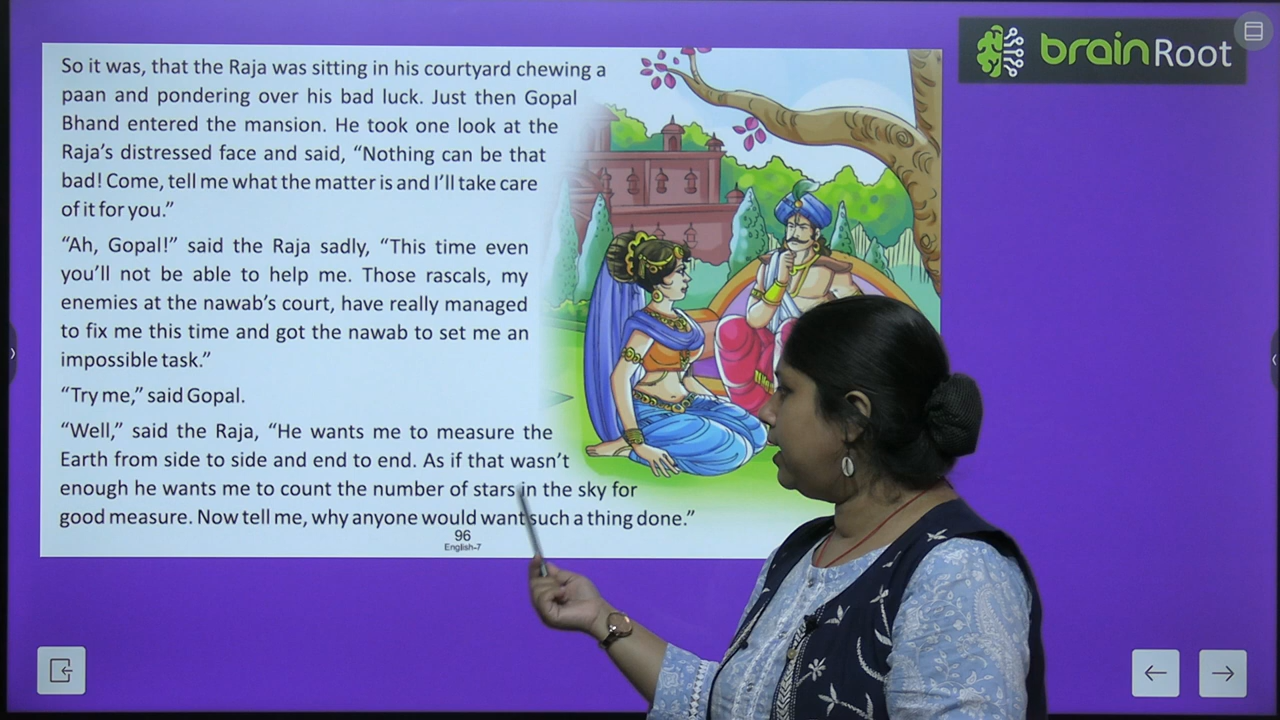 So it was, that the Raja was sitting in his courtyard chewing a
paan and pondering over his bad luck. Just then Gopal
Bhand entered the mansion. He took one look at the
Raja’s distressed face and said, “Nothing can be that
bad! Come, tell me what the matter is and I’ll take care
of it for you.”
“Ah, Gopal!” said the Raja sadly, “This time even
you’ll not be able to help me. Those rascals, my
enemies at the nawab’s court, have really managed
to fix me this time and got the nawab to set me an
impossible task.”
“Try me,” said Gopal.
“Well,” said the Raja, “He wants me to measure the
Earth from side to side and end to end. As if that wasn’t
enough he wants me to count the number of stars in the sky for
good measure. Now tell me, why anyone would want such a thing done.”
96
English-7
brainRoot